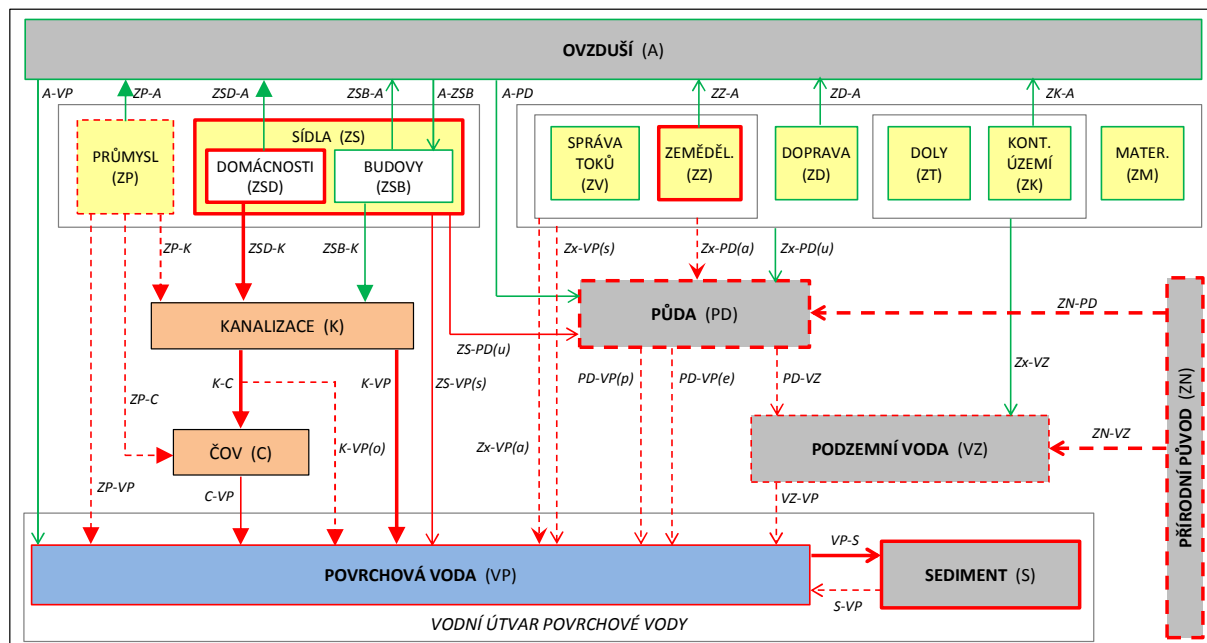 OVZDUŠÍ (A)
A-VP
ZP-A
ZSD-A
ZSB-A
A-ZSB
A-PD
ZZ-A
ZD-A
ZK-A
PRŮMYSL
(ZP)
SÍDLA (ZS)
DOMÁCNOSTI
(ZSD)
BUDOVY
(ZSB)
SPRÁVA
TOKŮ
(ZV)
ZEMĚDĚL.
(ZZ)
DOPRAVA
(ZD)
DOLY
(ZT)
KONT.
ÚZEMÍ
(ZK)
MATER.
(ZM)
ZP-K
ZSD-K
ZSB-K
Zx-VP(s)
Zx-PD(a)
Zx-PD(u)
KANALIZACE (K)
PŮDA (PD)
ZN-PD
ZS-PD(u)
K-C
K-VP
ZS-VP(s)
PD-VP(p)
PD-VP(e)
PD-VZ
Zx-VZ
ZP-C
ČOV (C)
K-VP(o)
Zx-VP(a)
PODZEMNÍ VODA (VZ)
ZN-VZ
PŘÍRODNÍ PŮVOD (ZN)
ZP-VP
C-VP
VZ-VP
POVRCHOVÁ VODA (VP)
VP-S
SEDIMENT (S)
S-VP
VODNÍ ÚTVAR POVRCHOVÉ VODY